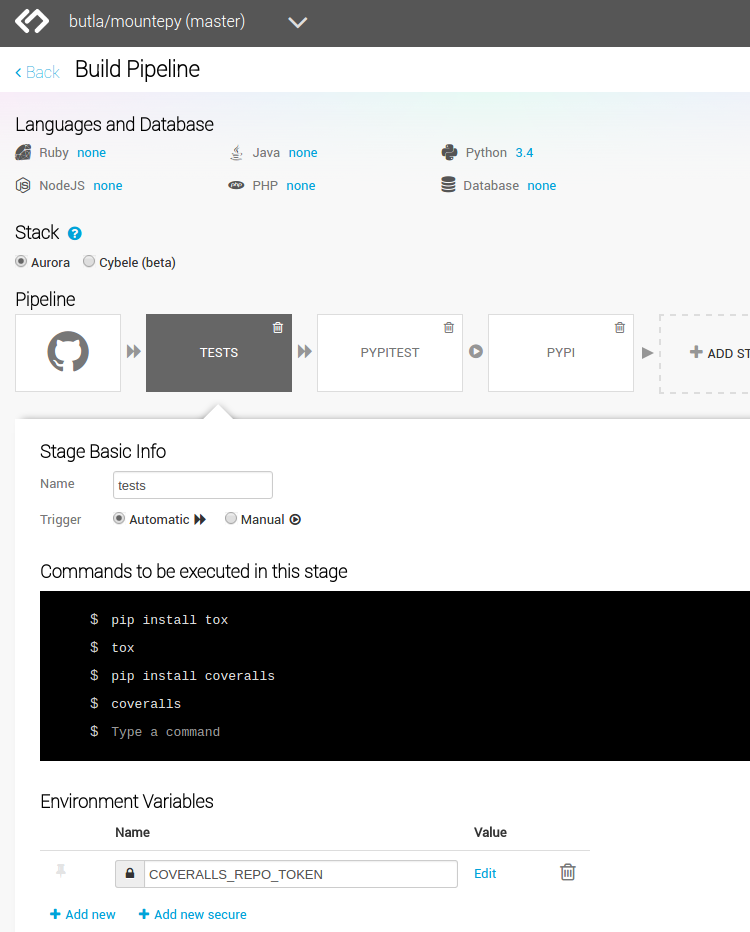 butla/mountepy (master)
Back Build Pipeline
Languages and Database
Ruby none Java none Python 3.4
NodeJS none PHP none Database none
Stack ?
Aurora Cybele (beta)
Pipeline
TESTS PYPITEST PYPI ADD ST
Stage Basic Info
Name tests
Trigger Automatic Manual
Commands to be executed in this stage
$ pip install tox
$ tox
$ pip install coveralls
$ coveralls
$ Type a command
Environment Variables
Name Value
COVERALLS_REPO_TOKEN Edit
Add new Add new secure